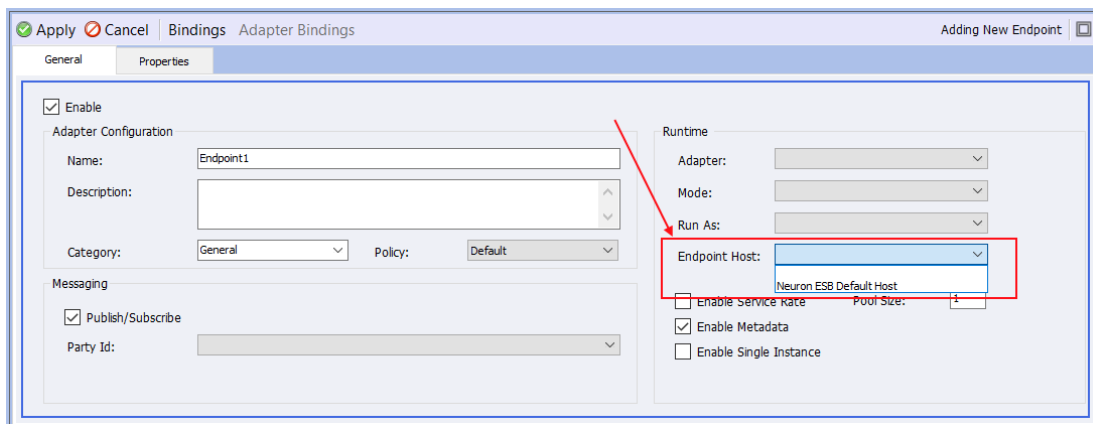 Apply Cancel Bindings Adapter Bindings Adding New Endpoint
General Properties
Enable
Adapter Configuration
Name: Endpoint1
Description:
Category: General Policy: Default
Messaging
Publish/Subscribe
Party Id:
Runtime
Adapter:
Mode:
Run As:
Endpoint Host:
Neuron ESB Default Host
Enable Service Rate Pool Size: 1
Enable Metadata
Enable Single Instance